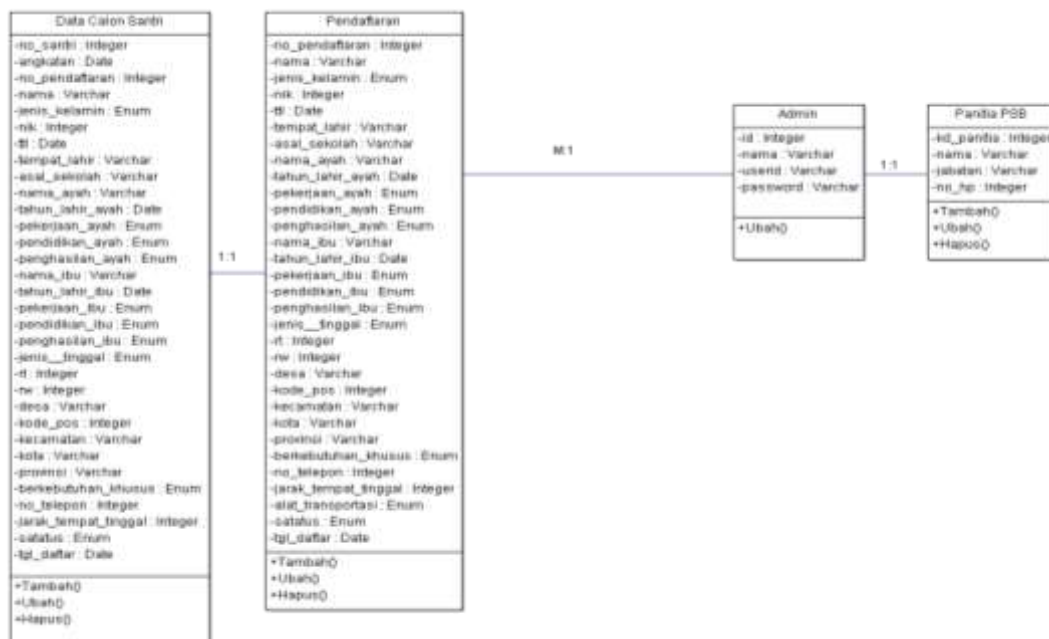 Data Calon Santri
-no_santri : Integer
-angkatan : Date
-no_pendaftaran : Integer
-nama : Varchar
-jenis_kelamin : Enum
-nik : Integer
-ttl : Date
-tempat_lahir : Varchar
-asal_sekolah : Varchar
-nama_ayah : Varchar
-tahun_lahir_ayah : Date
-pekerjaan_ayah : Enum
-pendidikan_ayah : Enum
-penghasilan_ayah : Enum
-nama_ibu : Varchar
-tahun_lahir_ibu : Date
-pekerjaan_ibu : Enum
-pendidikan_ibu : Enum
-penghasilan_ibu : Enum
-jenis__tinggal : Enum
-rt : Integer
-rw : Integer
-desa : Varchar
-kode_pos : Integer
-kecamatan : Varchar
-kota : Varchar
-provinsi : Varchar
-berkebutuhan_khusus : Enum
-no_telepon : Integer
-jarak_tempat_tinggal : Integer
-satatus : Enum
-tgl_daftar : Date
+Tambah()
+Ubah()
+Hapus()
1:1
Pendaftaran
-no_pendaftaran : Integer
-nama : Varchar
-jenis_kelamin : Enum
-nik : Integer
-ttl : Date
-tempat_lahir : Varchar
-asal_sekolah : Varchar
-nama_ayah : Varchar
-tahun_lahir_ayah : Date
-pekerjaan_ayah : Enum
-pendidikan_ayah : Enum
-penghasilan_ayah : Enum
-nama_ibu : Varchar
-tahun_lahir_ibu : Date
-pekerjaan_ibu : Enum
-pendidikan_ibu : Enum
-penghasilan_ibu : Enum
-jenis__tinggal : Enum
-rt : Integer
-rw : Integer
-desa : Varchar
-kode_pos : Integer
-kecamatan : Varchar
-kota : Varchar
-provinsi : Varchar
-berkebutuhan_khusus : Enum
-no_telepon : Integer
-jarak_tempat_tinggal : Integer
-alat_transportasi : Enum
-satatus : Enum
-tgl_daftar : Date
+Tambah()
+Ubah()
+Hapus()
M:1
Admin
-id : Integer
-nama : Varchar
-userid : Varchar
-password : Varchar
+Ubah()
1:1
Panitia PSB
-kd_panitia : Integer
-nama : Varchar
-jabatan : Varchar
-no_hp : Integer
+Tambah()
+Ubah()
+Hapus()